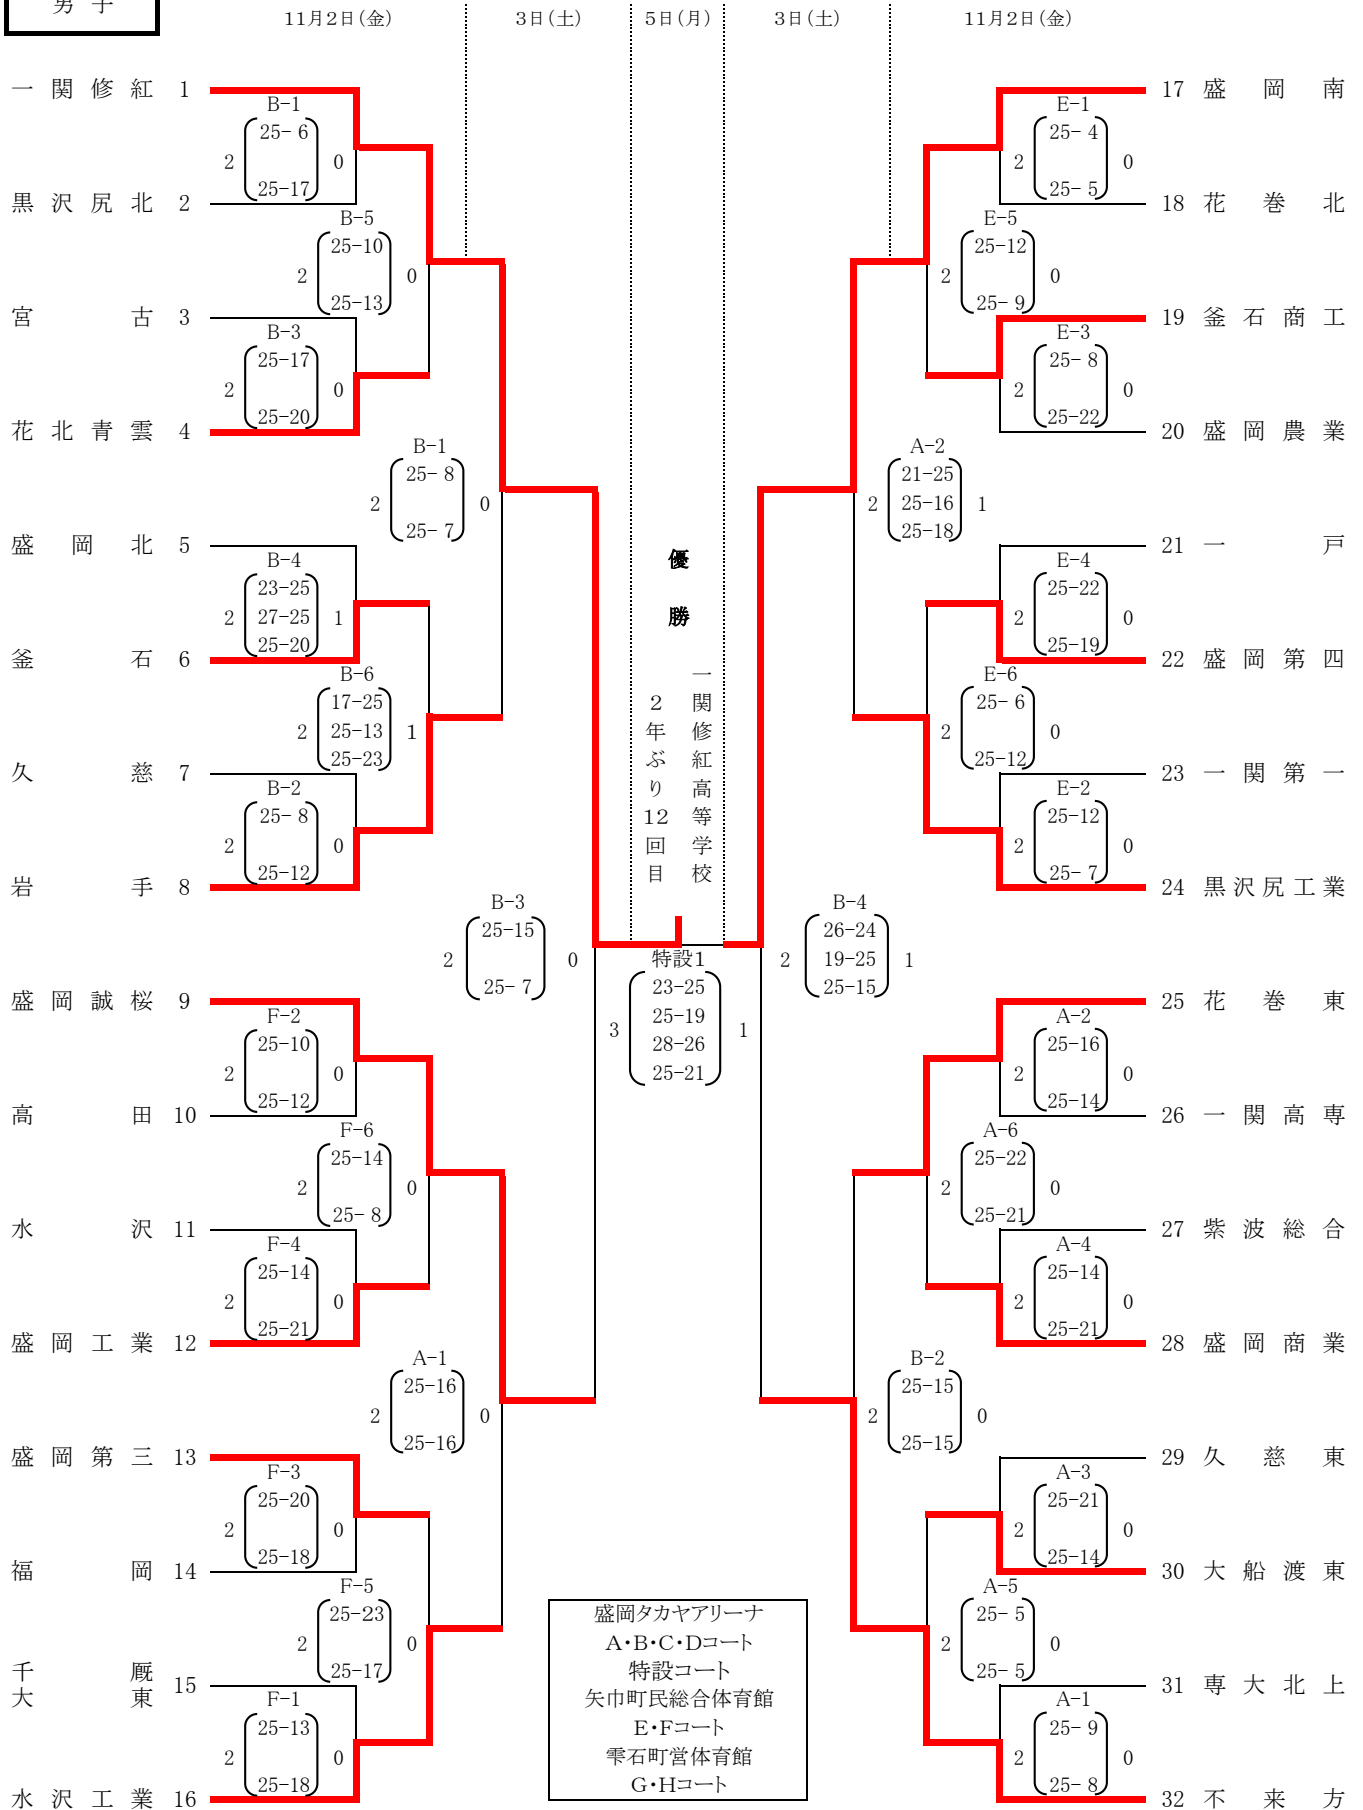 男子
11月2日(金)
3日(土)
5日(月)
3日(土)
11月2日(金)
一関修紅 1
黒沢尻北 2
宮古 3
花北青雲 4
盛岡北 5
釜石 6
久慈 7
岩手 8
盛岡誠桜 9
高田 10
水沢 11
盛岡工業 12
盛岡第三 13
福岡 14
千厩
大東 15
水沢工業 16
B-1
25- 6
2 0
25-17
B-3
25-17
2 0
25-20
B-4
23-25
2 27-25 1
25-20
B-2
25- 8
2 0
25-12
F-2
25-10
2 0
25-12
F-4
25-14
2 0
25-21
F-3
25-20
2 0
25-18
F-1
25-13
2 0
25-18
B-5
25-10
2 0
25-13
B-6
17-25
2 25-13 1
25-23
F-6
25-14
2 0
25- 8
F-5
25-23
2 0
25-17
B-1
25- 8
2 0
25- 7
A-1
25-16
2 0
25-16
B-3
25-15
2 0
25- 7
優勝
一関修紅高等学校
2年ぶり12回目
特設1
23-25
25-19
3 28-26 1
25-21
B-4
26-24
2 19-25 1
25-15
A-2
21-25
2 25-16 1
25-18
B-2
25-15
2 0
25-15
E-5
25-12
2 0
25- 9
E-6
25- 6
2 0
25-12
A-6
25-22
2 0
25-21
A-5
25- 5
2 0
25- 5
E-1
25- 4
2 0
25- 5
E-3
25- 8
2 0
25-22
E-4
25-22
2 0
25-19
E-2
25-12
2 0
25- 7
A-2
25-16
2 0
25-14
A-4
25-14
2 0
25-21
A-3
25-21
2 0
25-14
A-1
25- 9
2 0
25- 8
17 盛岡南
18 花巻北
19 釜石商工
20 盛岡農業
21 一戸
22 盛岡第四
23 一関第一
24 黒沢尻工業
25 花巻東
26 一関高専
27 紫波総合
28 盛岡商業
29 久慈東
30 大船渡東
31 専大北上
32 不来方
盛岡タカヤアリーナ
A・B・C・Dコート
特設コート
矢巾町民総合体育館
E・Fコート
雫石町営体育館
G・Hコート